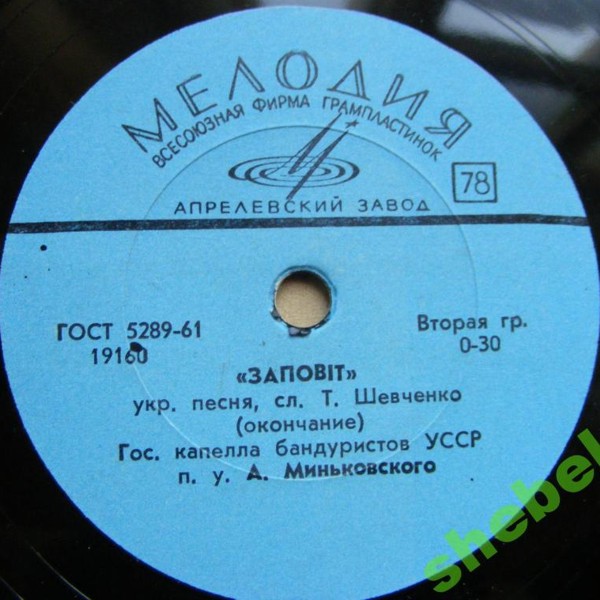 МЕЛОДИЯ
ВСЕСОЮЗНАЯ ФИРМА ГРАМПЛАСТИНОК
78
АПРЕЛЕВСКИЙ ЗАВОД
ГОСТ 5289-61
19160
Вторая гр.
0-30
«ЗАПОВІТ»
укр. песня, сл. Т. Шевченко
(окончание)
Гос. капелла бандуристов УССР
п. у. А. Миньковского
shebel